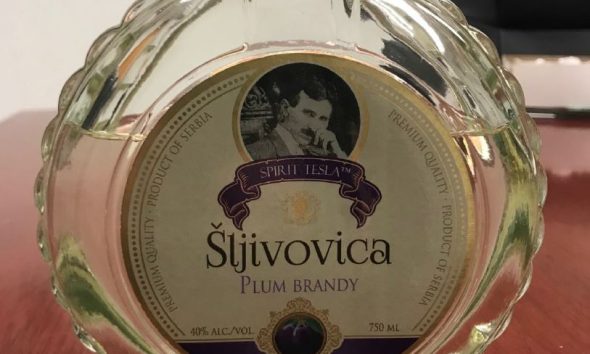 SPIRIT TESLA™
Šljivovica
PLUM BRANDY
40% ALC./VOL.
750 ML
PREMIUM QUALITY · PRODUCT OF SERBIA
PREMIUM QUALITY · PRODUCT OF SERBIA